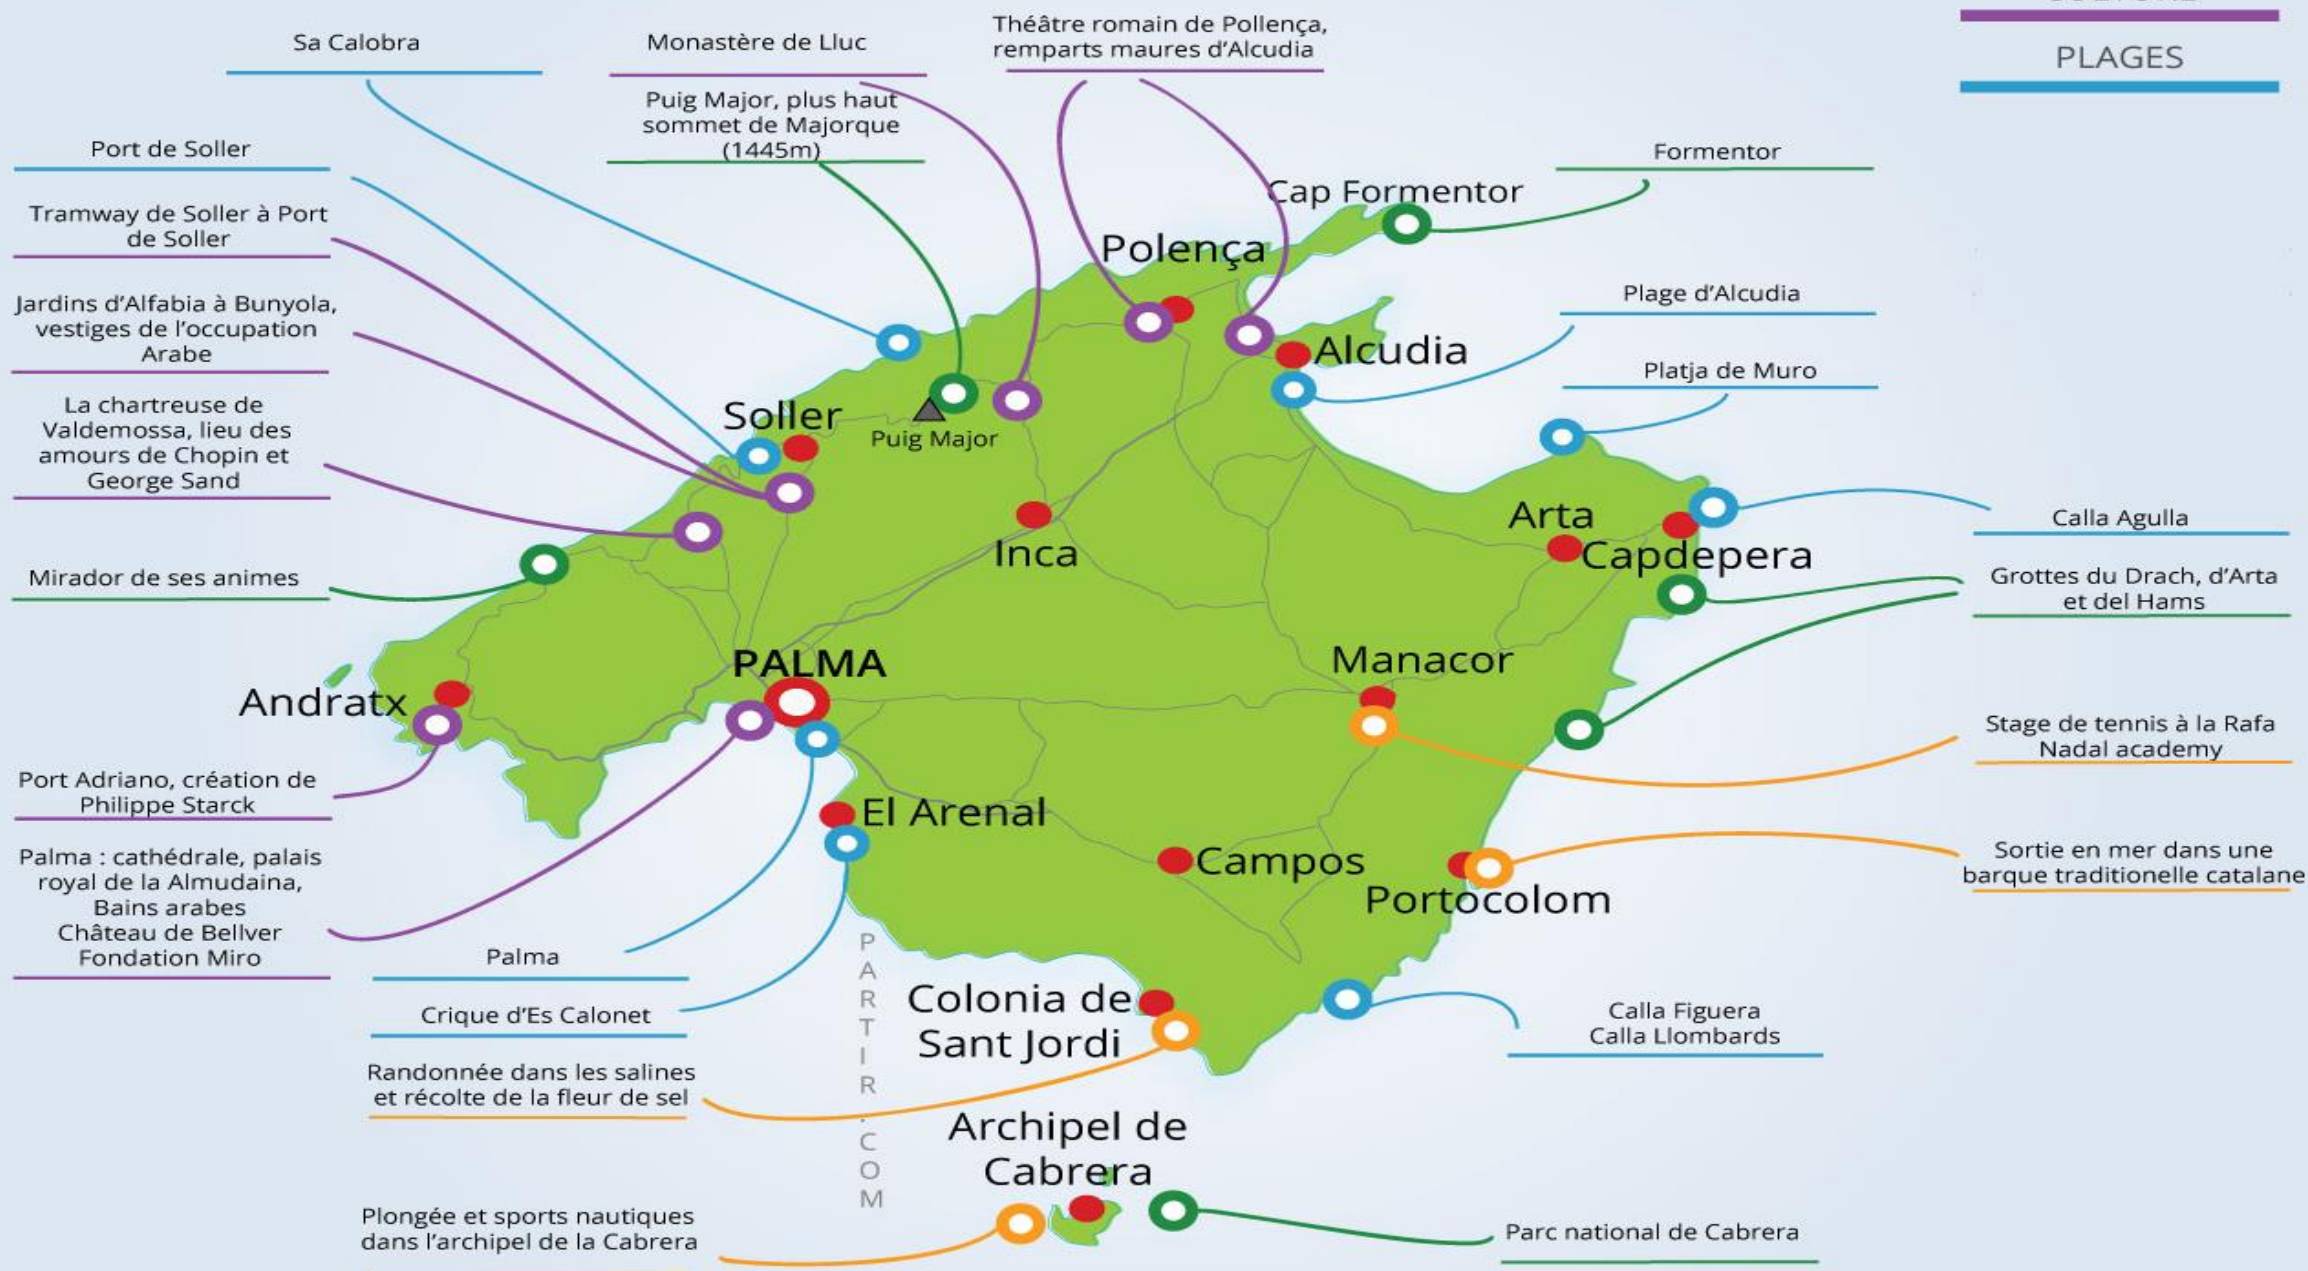 PLAGES
Sa Calobra
Monastère de Lluc
Théâtre romain de Pollença,
remparts maures d’Alcudia
Puig Major, plus haut
sommet de Majorque
(1445m)
Port de Soller
Tramway de Soller à Port
de Soller
Jardins d’Alfabia à Bunyola,
vestiges de l’occupation
Arabe
La chartreuse de
Valdemossa, lieu des
amours de Chopin et
George Sand
Mirador de ses animes
Port Adriano, création de
Philippe Starck
Palma : cathédrale, palais
royal de la Almudaina,
Bains arabes
Château de Bellver
Fondation Miro
Palma
Crique d’Es Calonet
Randonnée dans les salines
et récolte de la fleur de sel
Plongée et sports nautiques
dans l’archipel de la Cabrera
Formentor
Plage d’Alcudia
Platja de Muro
Calla Agulla
Grottes du Drach, d’Arta
et del Hams
Stage de tennis à la Rafa
Nadal academy
Sortie en mer dans une
barque traditionelle catalane
Calla Figuera
Calla Llombards
Parc national de Cabrera
Cap Formentor
Polença
Alcudia
Soller
Puig Major
Inca
Arta
Capdepera
PALMA
Manacor
Andratx
El Arenal
Campos
Portocolom
Colonia de
Sant Jordi
Archipel de
Cabrera
PARTIR.COM